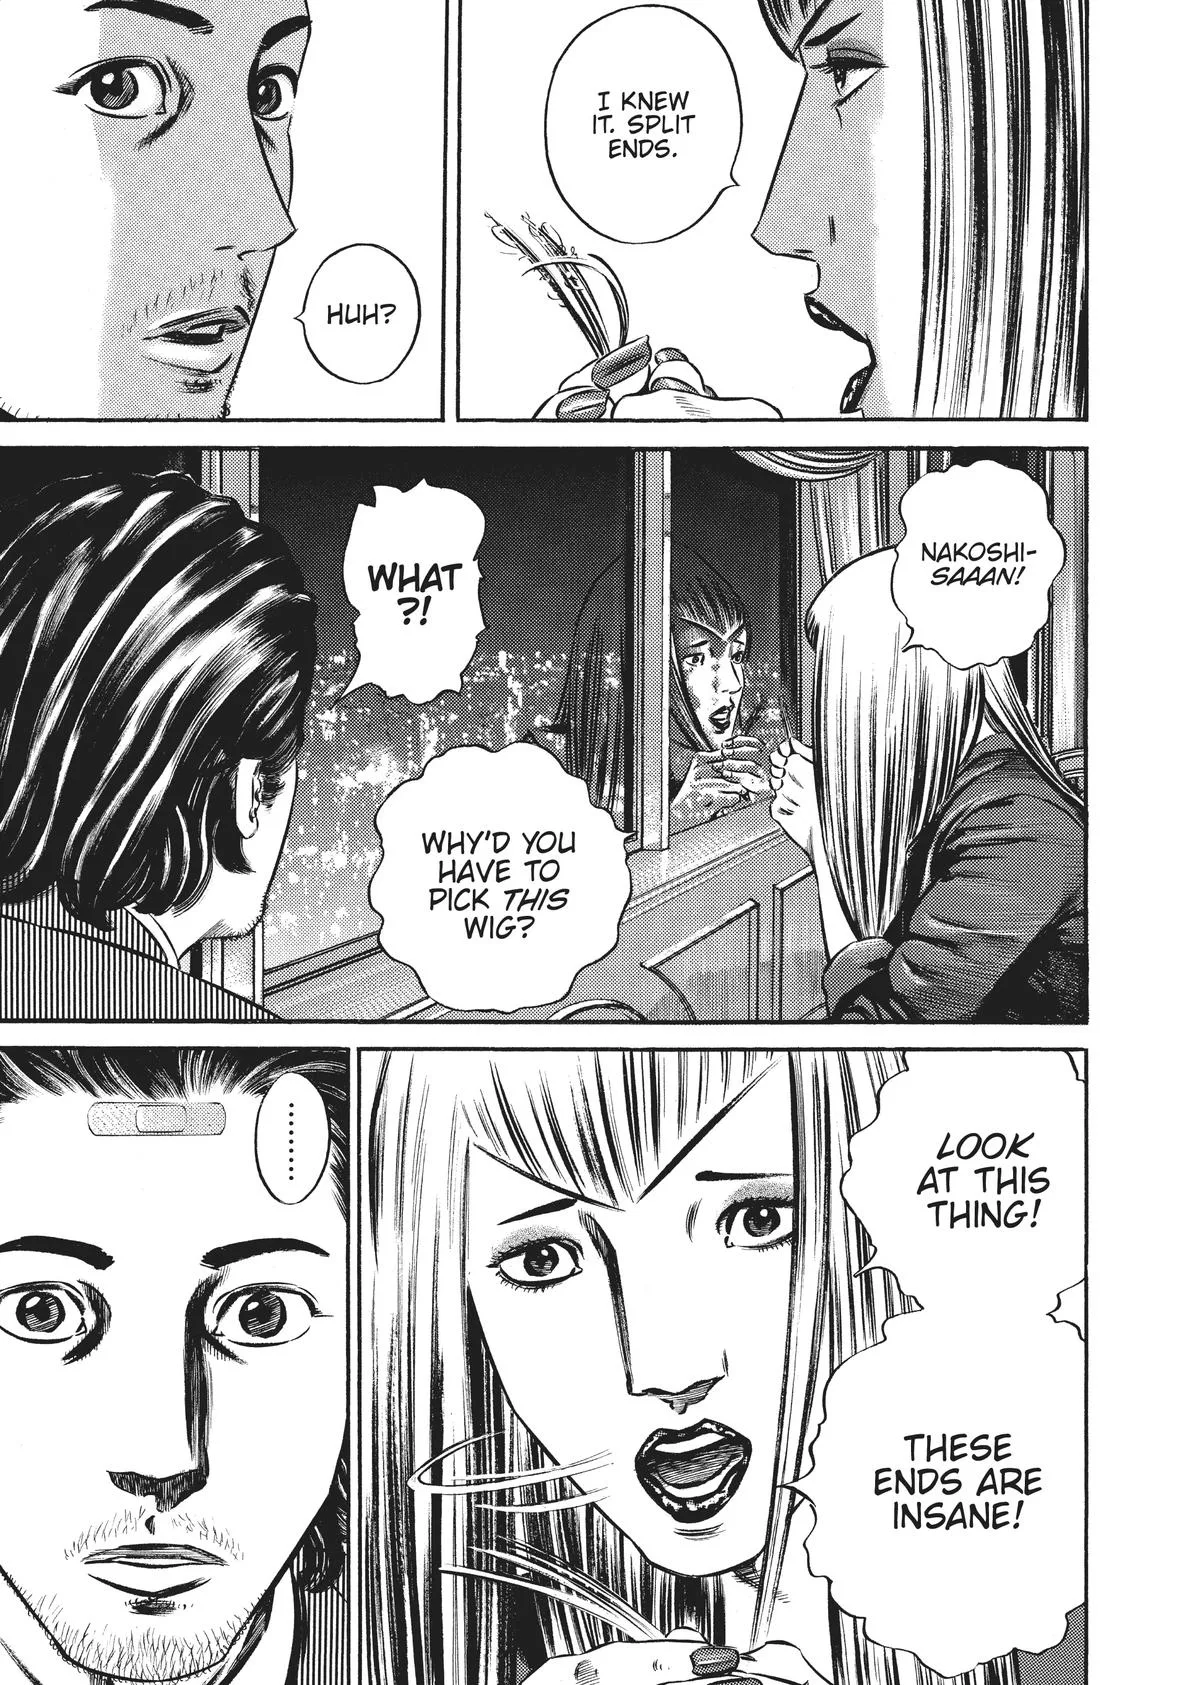 I KNEW
IT. SPLIT
ENDS.
HUH?
NAKOSHI-
SAAAN!
WHAT
?!
WHY'D YOU
HAVE TO
PICK THIS
WIG?
LOOK
AT THIS
THING!
THESE
ENDS ARE
INSANE!
.........